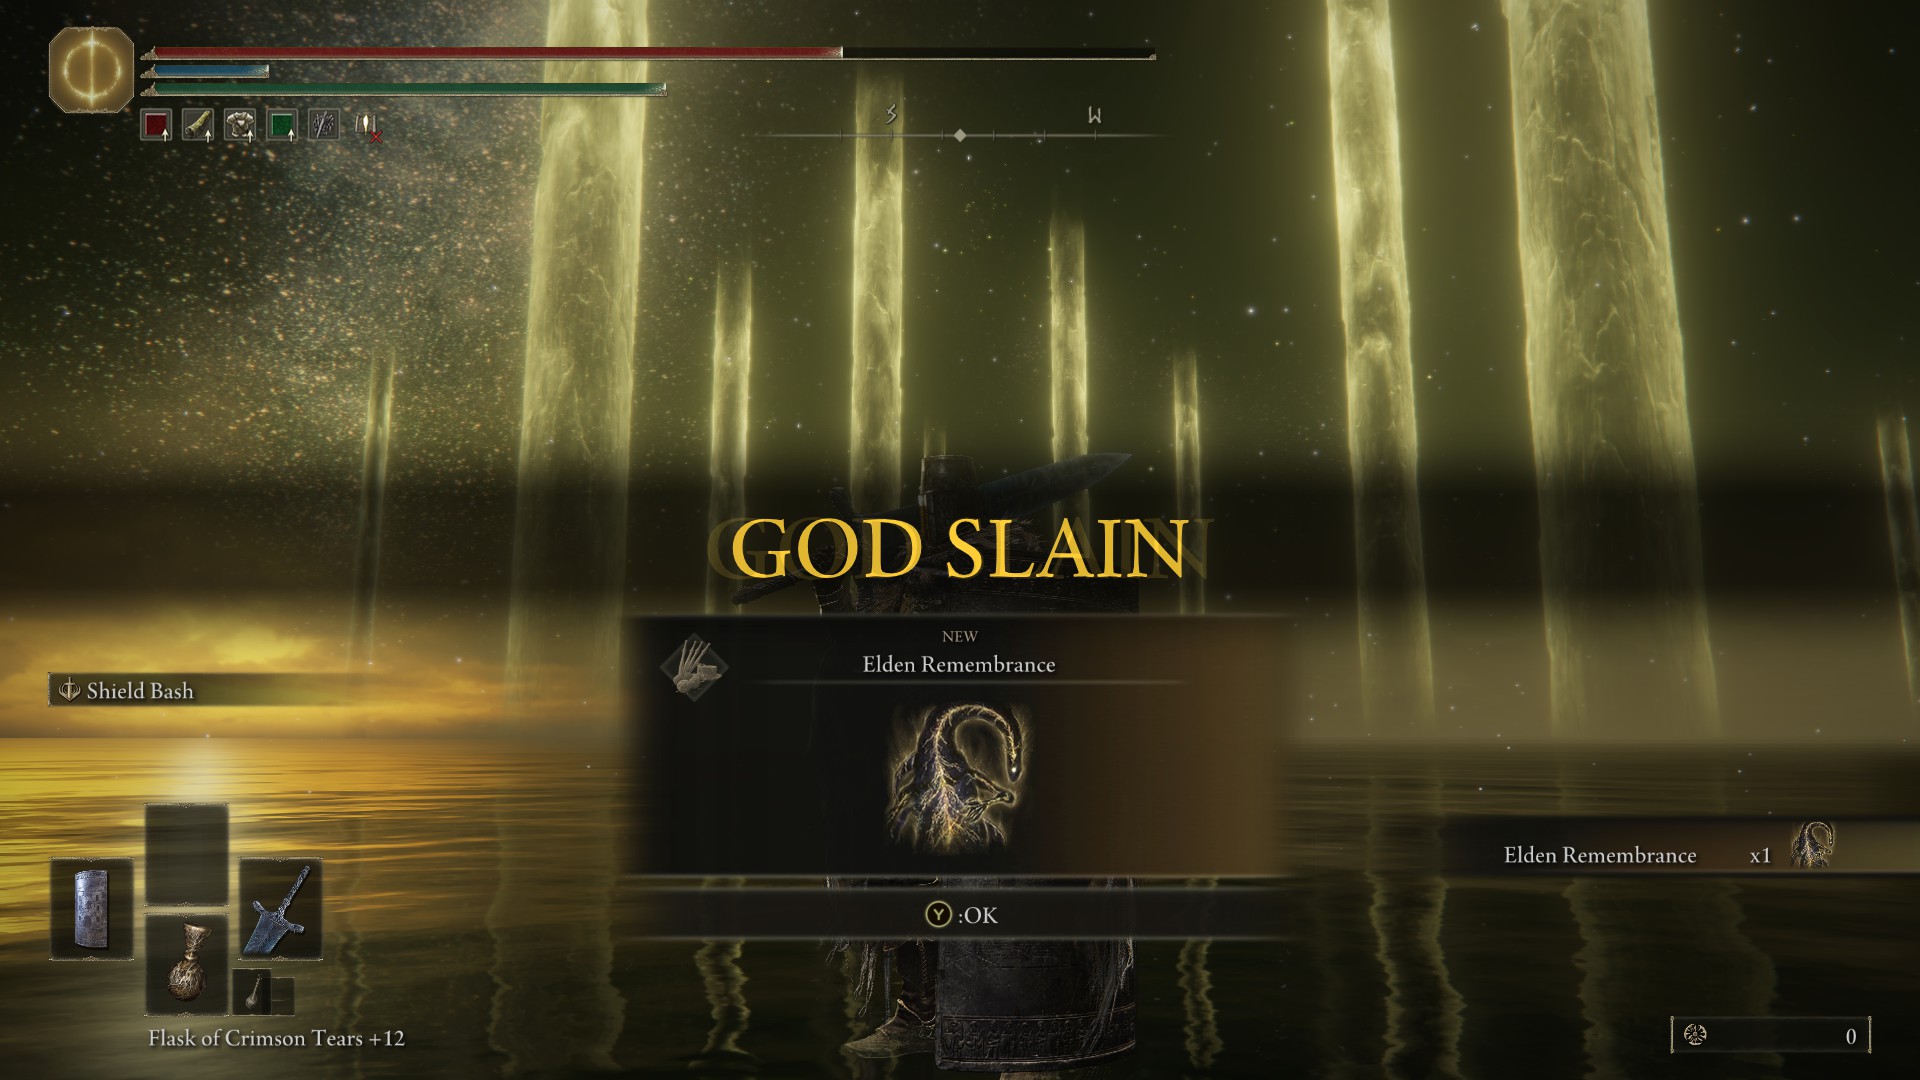 S W
GOD SLAIN
NEW
Elden Remembrance
Shield Bash
Elden Remembrance x1
Y :OK
Flask of Crimson Tears +12
0